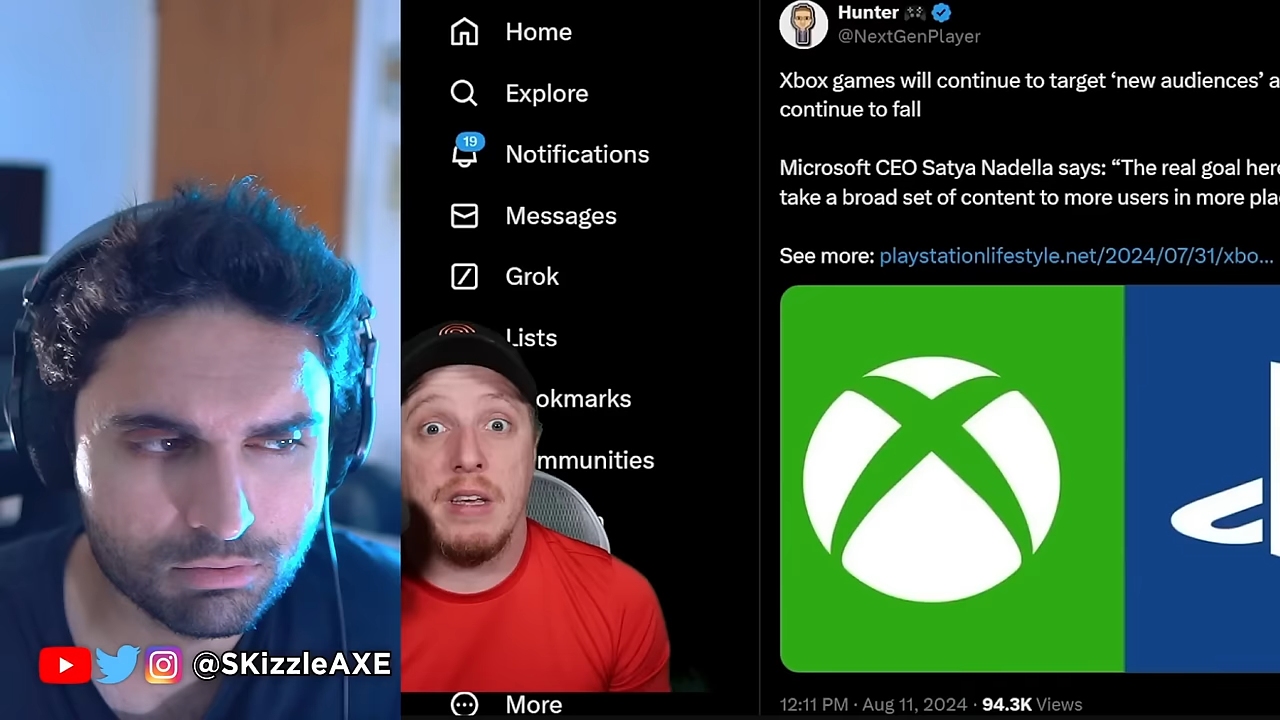 Home
Explore
19
Notifications
Messages
Grok
Lists
okmarks
mmunities
More
@SKizzleAXE
Hunter
@NextGenPlayer
Xbox games will continue to target ‘new audiences’ a
continue to fall
Microsoft CEO Satya Nadella says: “The real goal here
take a broad set of content to more users in more pla
See more: playstationlifestyle.net/2024/07/31/xbo...
12:11 PM · Aug 11, 2024 · 94.3K Views